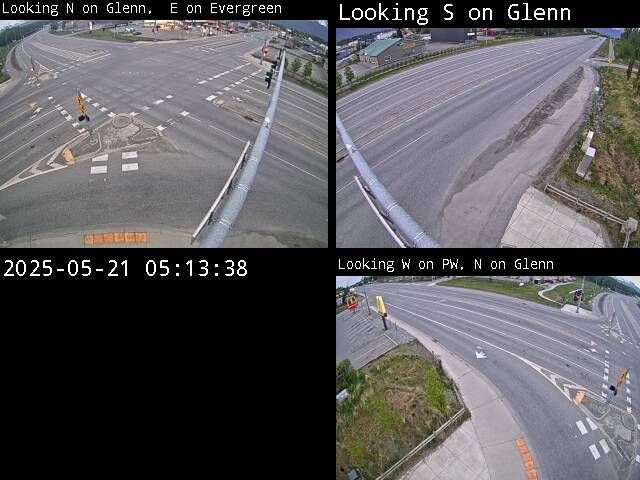 Looking N on Glenn,  E on Evergreen
Looking S on Glenn
2025-05-21 05:13:38
Looking W on PW, N on Glenn